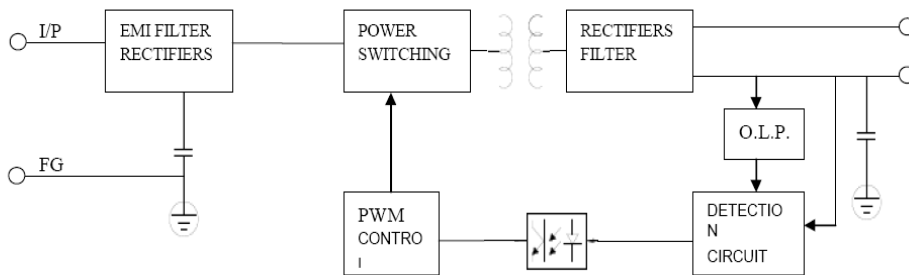 I/P
EMI FILTER
RECTIFIERS
POWER
SWITCHING
RECTIFIERS
FILTER
O.L.P.
FG
PWM
CONTRO
l
DETECTIO
N
CIRCUIT